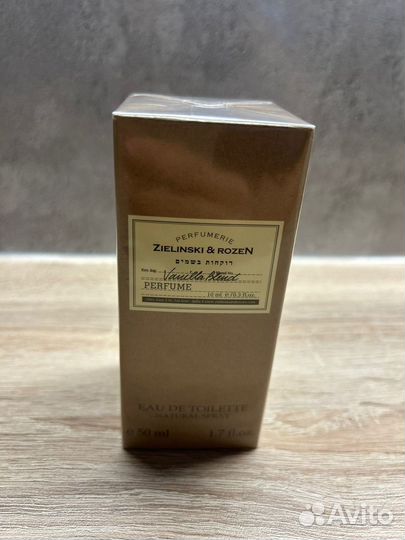 PERFUMERIE
ZIELINSKI & ROZEN
רוקחות בשמים
Vanilla Blend
PERFUME 10 ml. e/0.3 fl.oz.
EAU DE TOILETTE
NATURAL SPRAY
e 50 ml 1.7 fl.oz.
Avito